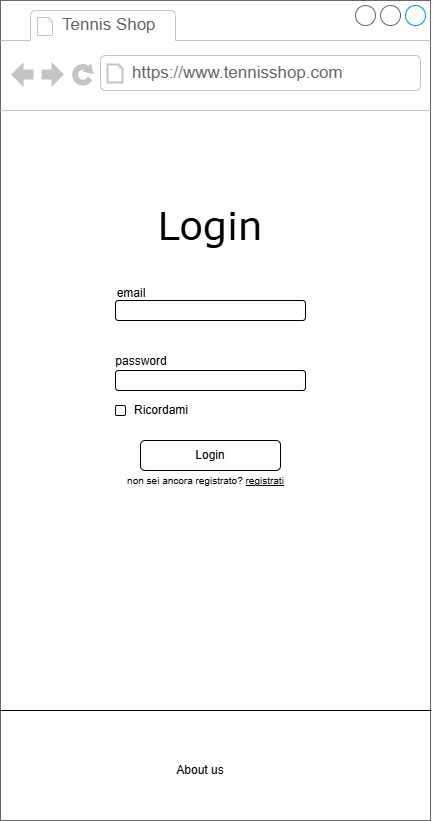 Tennis Shop
https://www.tennisshop.com
Login
email
password
Ricordami
Login
non sei ancora registrato? registrati
About us